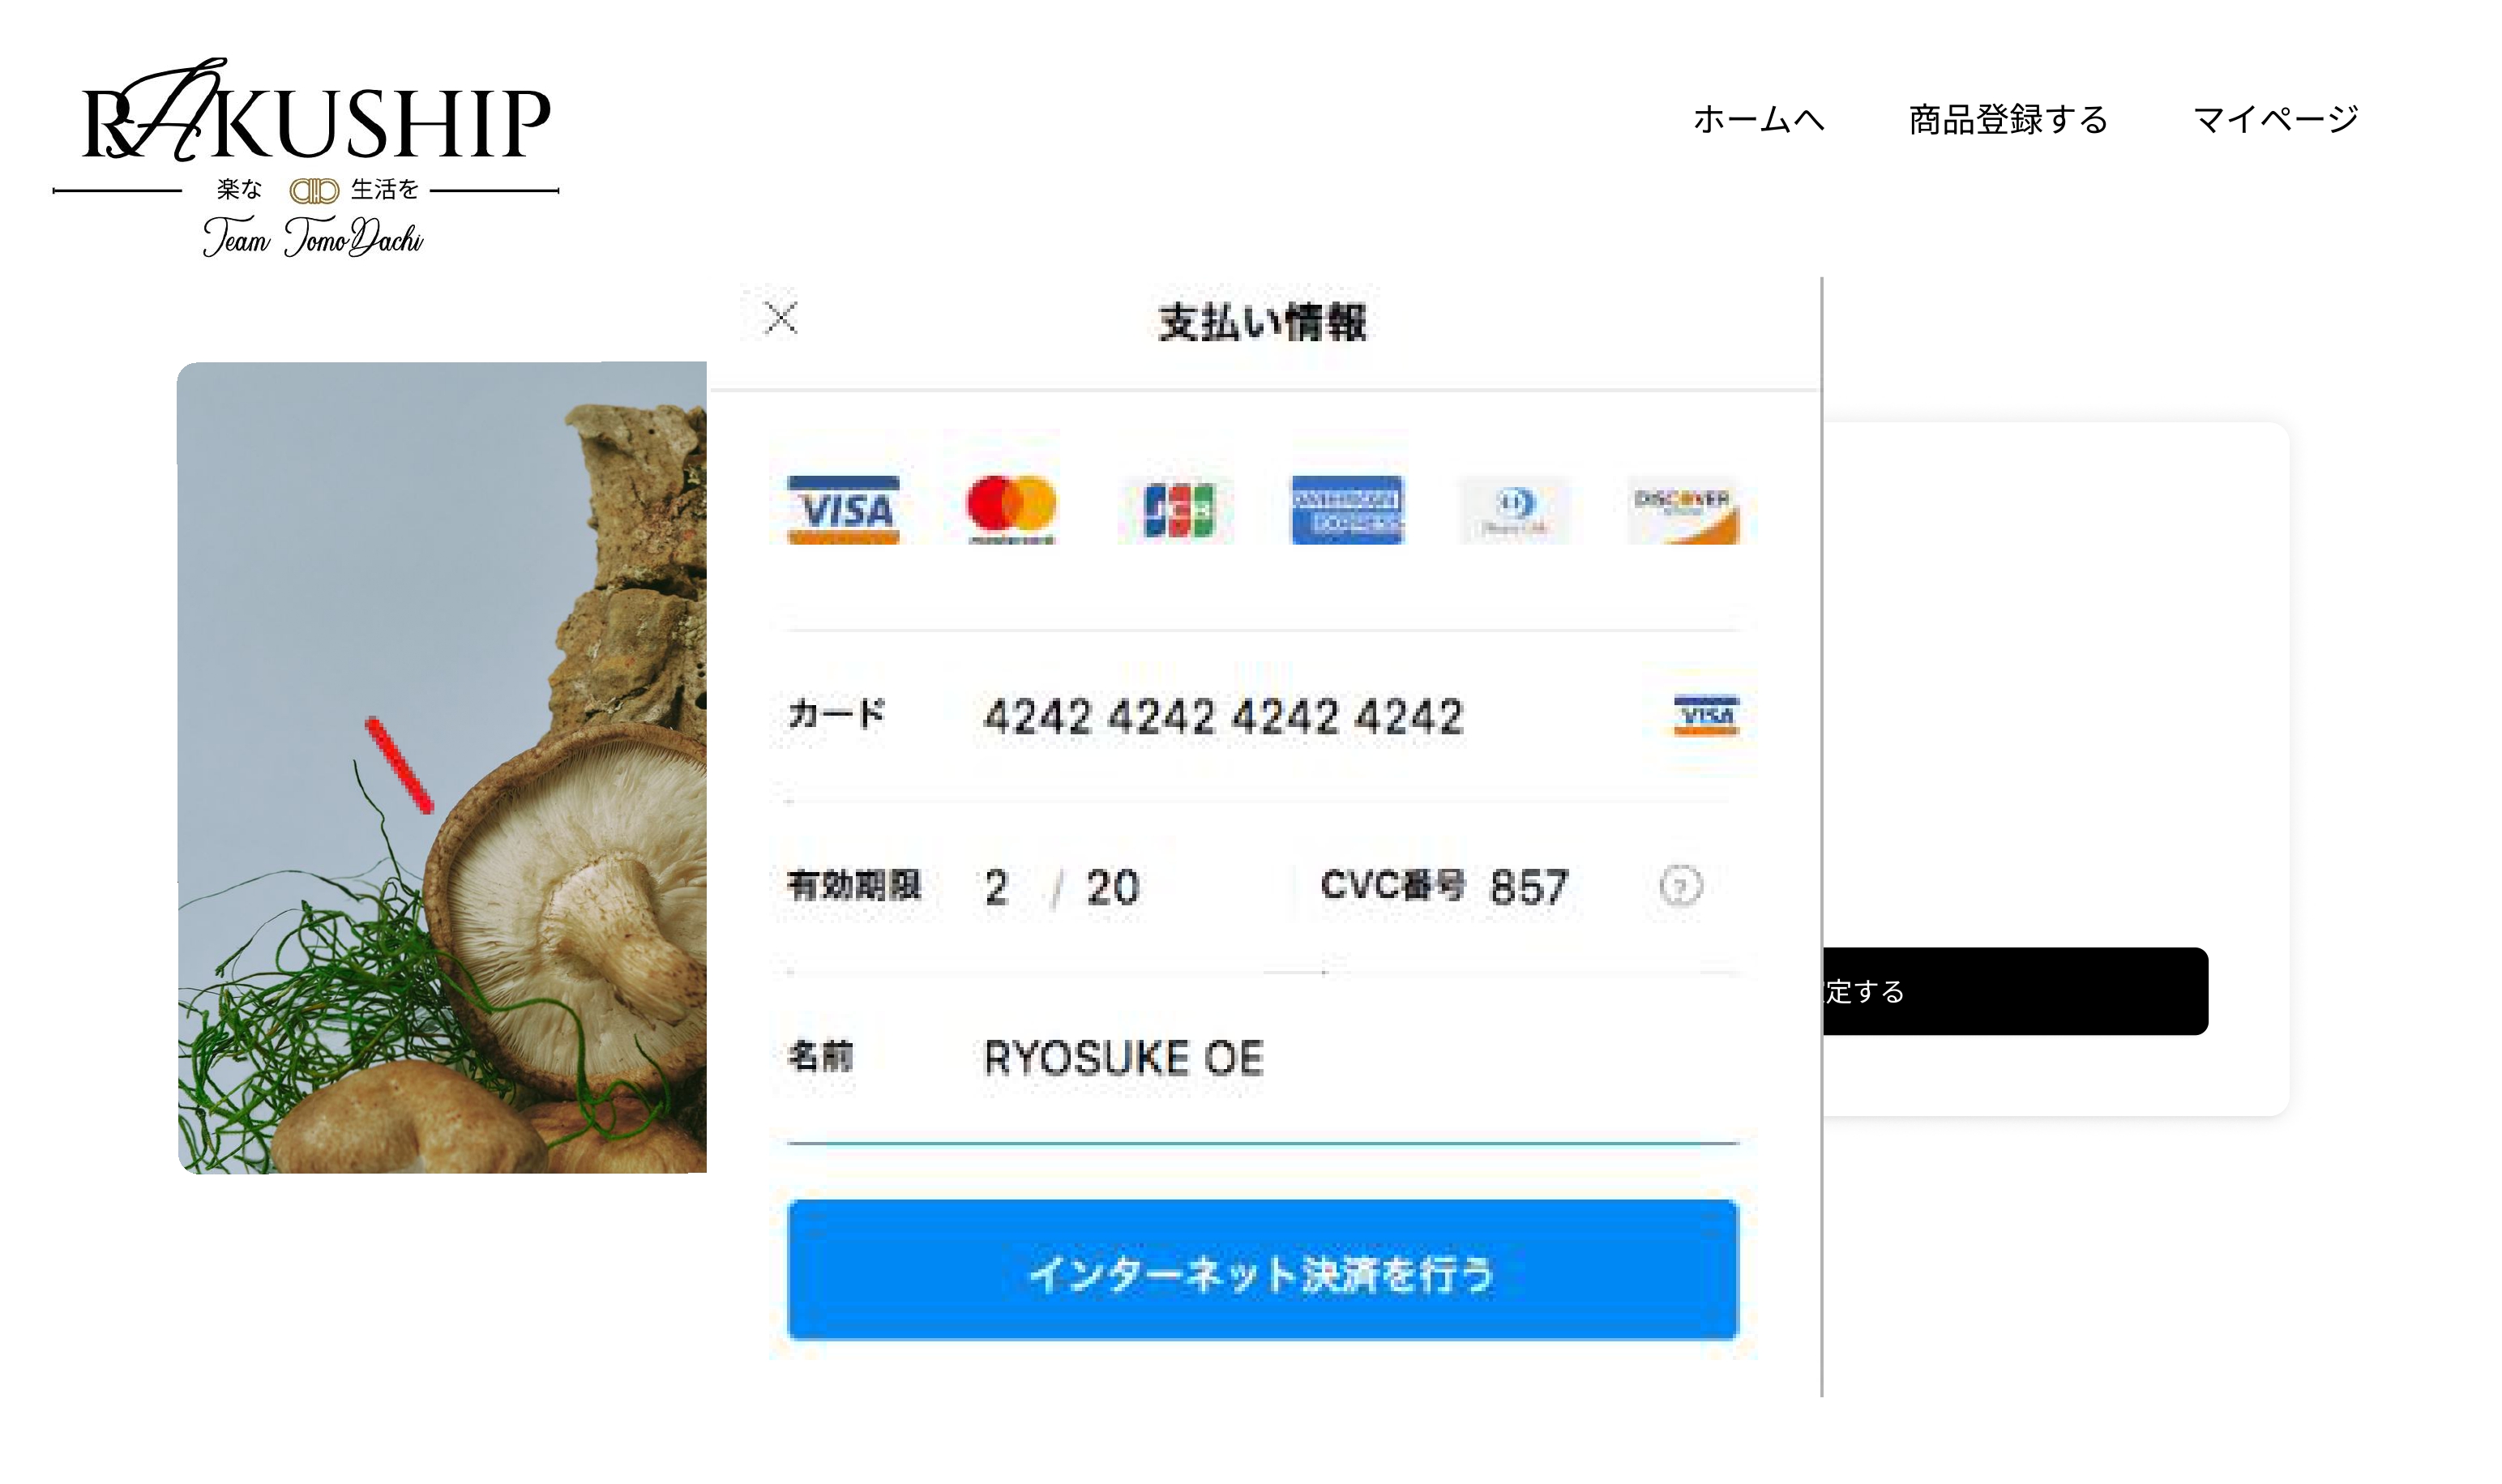 RAKUSHIP
楽な 生活を
Team TomoDachi
ホームへ 商品登録する マイページ
支払い情報
VISA mastercard JCB AMERICAN EXPRESS Diners Club DISCOVER
カード 4242 4242 4242 4242 VISA
有効期限 2 / 20 CVC番号 857 ?
定する
名前 RYOSUKE OE
インターネット決済を行う